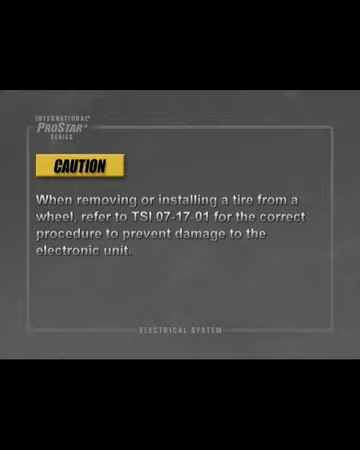 INTERNATIONAL®
PROSTAR™
SERIES
CAUTION
When removing or installing a tire from a
wheel, refer to TSI 07-17-01 for the correct
procedure to prevent damage to the
electronic unit.
ELECTRICAL SYSTEM